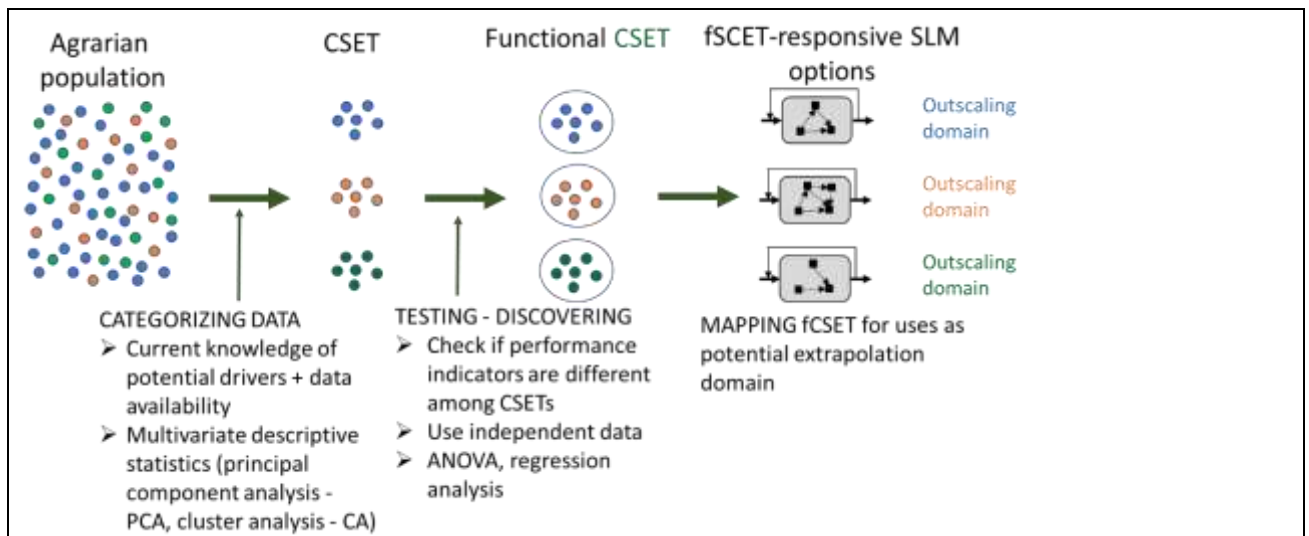 Agrarian
population
CSET
Functional CSET
fSCET-responsive SLM
options
Outscaling
domain
Outscaling
domain
Outscaling
domain
CATEGORIZING DATA
➢ Current knowledge of
potential drivers + data
availability
➢ Multivariate descriptive
statistics (principal
component analysis -
PCA, cluster analysis - CA)
TESTING - DISCOVERING
➢ Check if performance
indicators are different
among CSETs
➢ Use independent data
➢ ANOVA, regression
analysis
MAPPING fCSET for uses as
potential extrapolation
domain